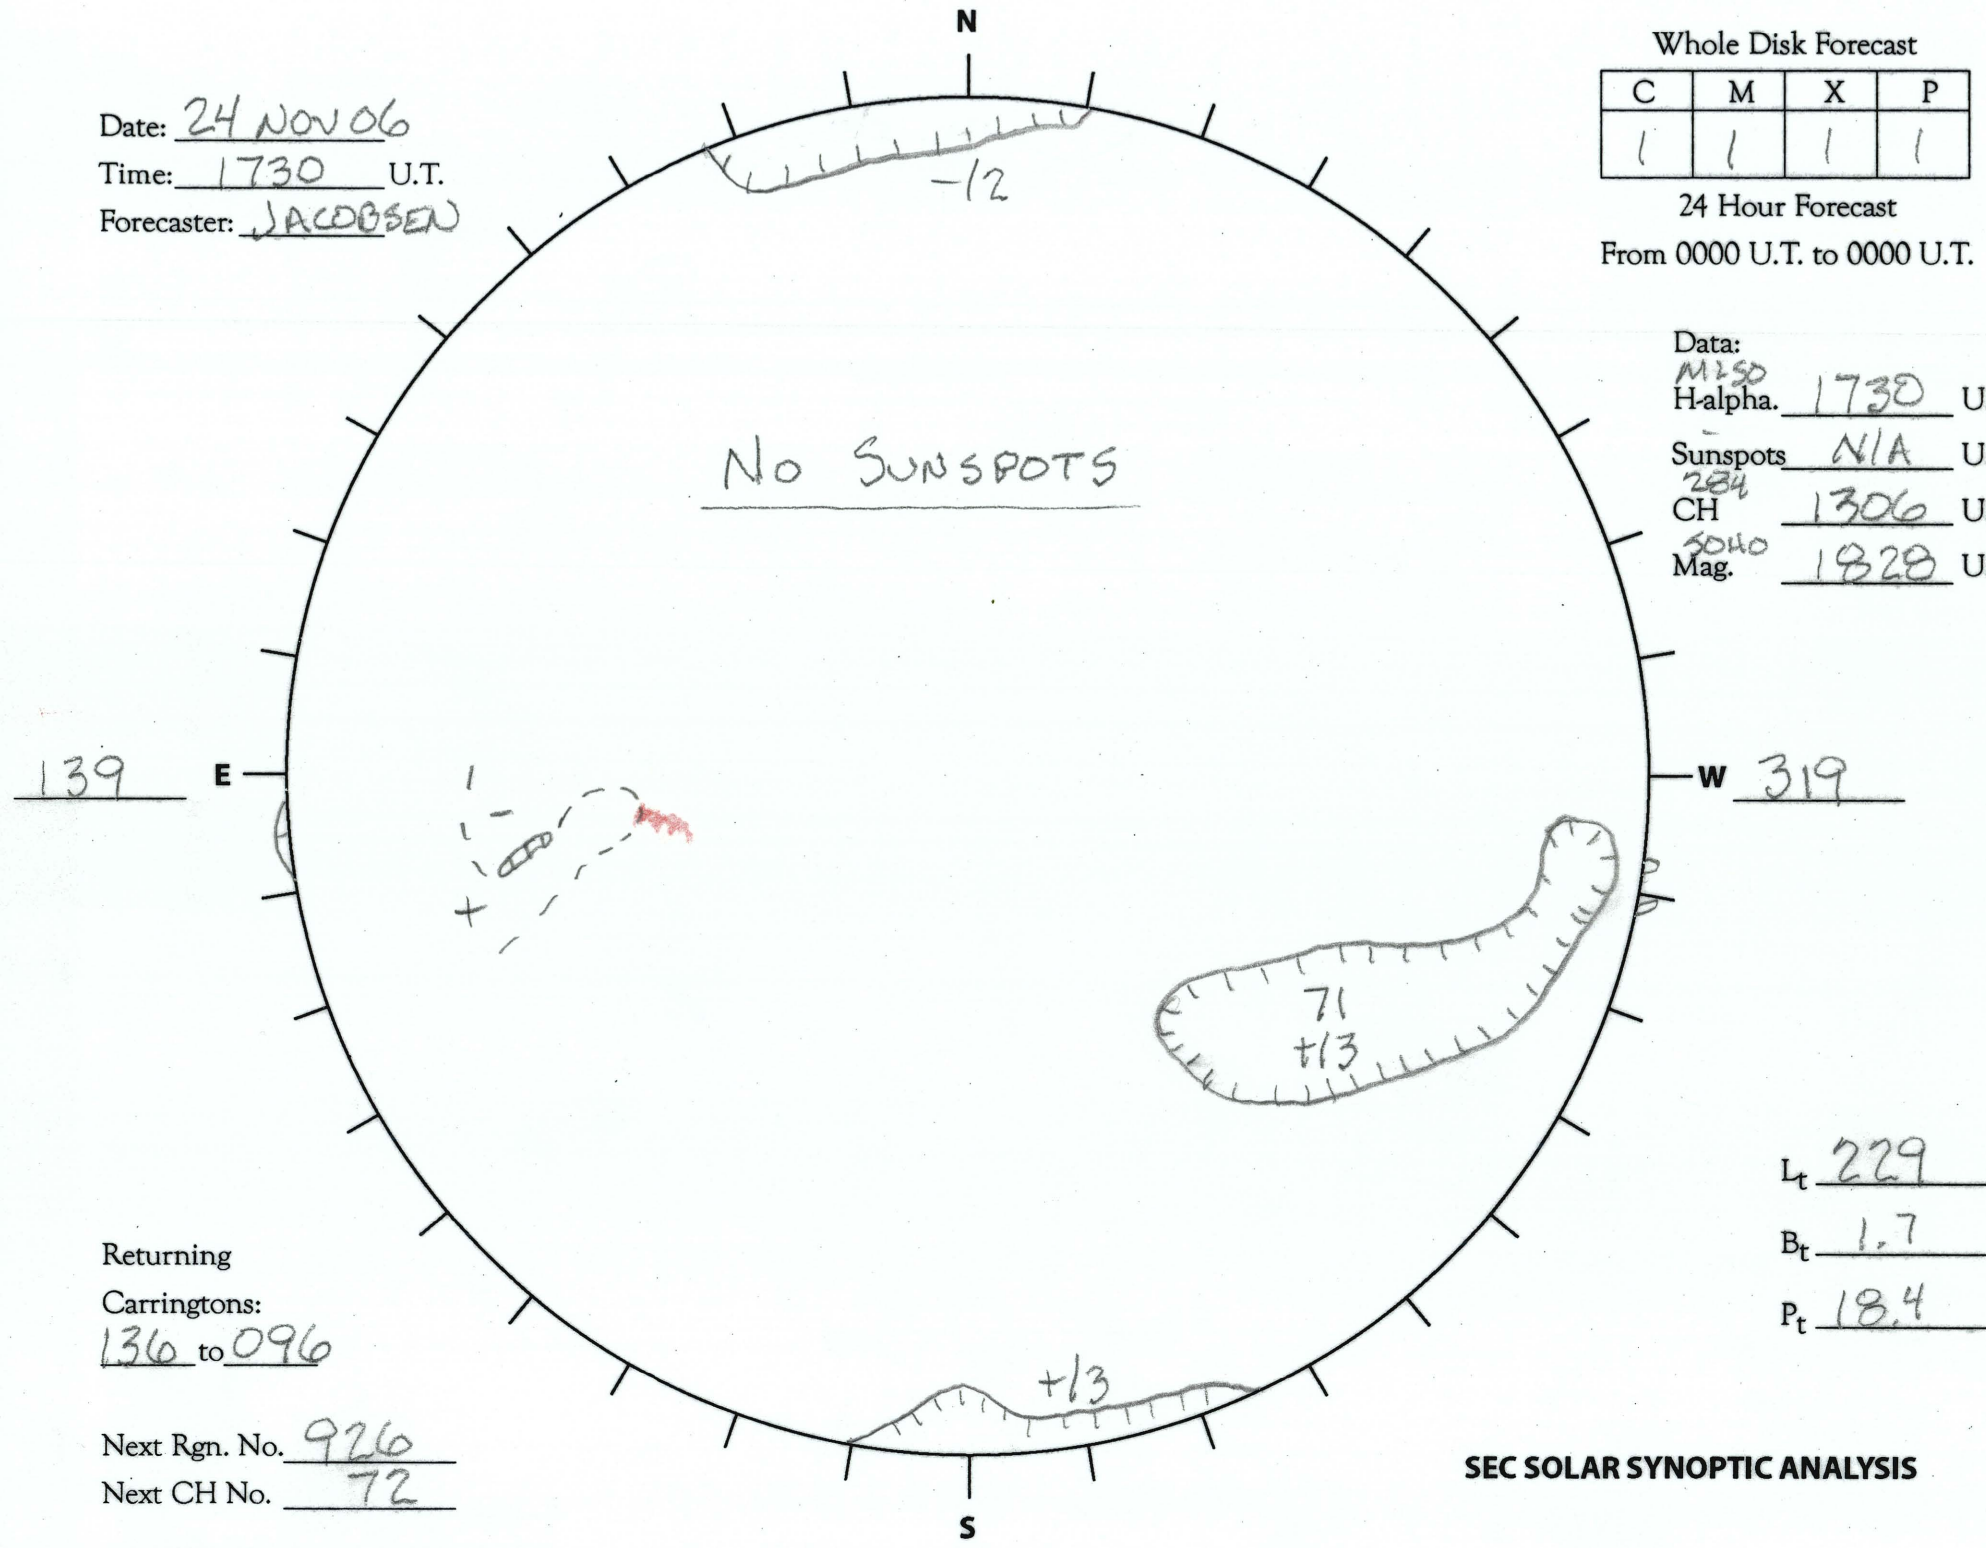 N
Whole Disk Forecast
C M X P
1 1 1 1
24 Hour Forecast
From 0000 U.T. to 0000 U.T.
Date: 24 NOV 06
Time: 1730 U.T.
Forecaster: JACOBSEN
-/2
Data:
MLSO
H-alpha. 1730 U
Sunspots N/A U
284
CH 1306 U
SOHO
Mag. 1828 U
NO SUNSPOTS
139 E
W 319
-
+
71
+/3
Lt 229
Bt 1.7
Pt 18.4
Returning
Carringtons:
136 to 096
+/3
Next Rgn. No. 926
Next CH No. 72
SEC SOLAR SYNOPTIC ANALYSIS
S